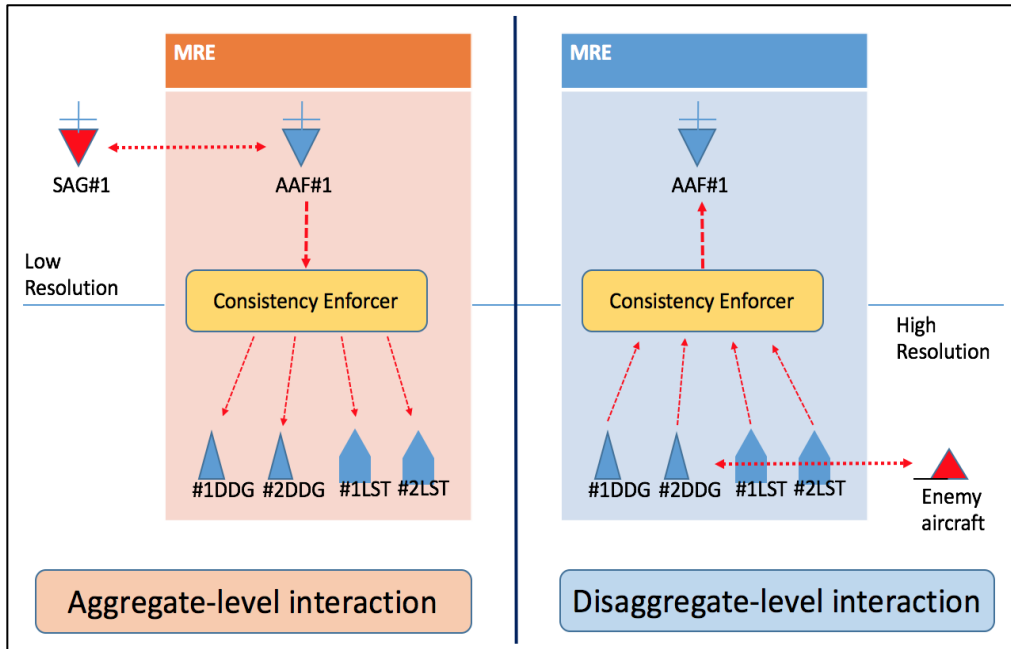 MRE
SAG#1
AAF#1
Low
Resolution
Consistency Enforcer
#1DDG
#2DDG
#1LST
#2LST
Aggregate-level interaction
MRE
AAF#1
Consistency Enforcer
High
Resolution
#1DDG
#2DDG
#1LST
#2LST
Enemy
aircraft
Disaggregate-level interaction